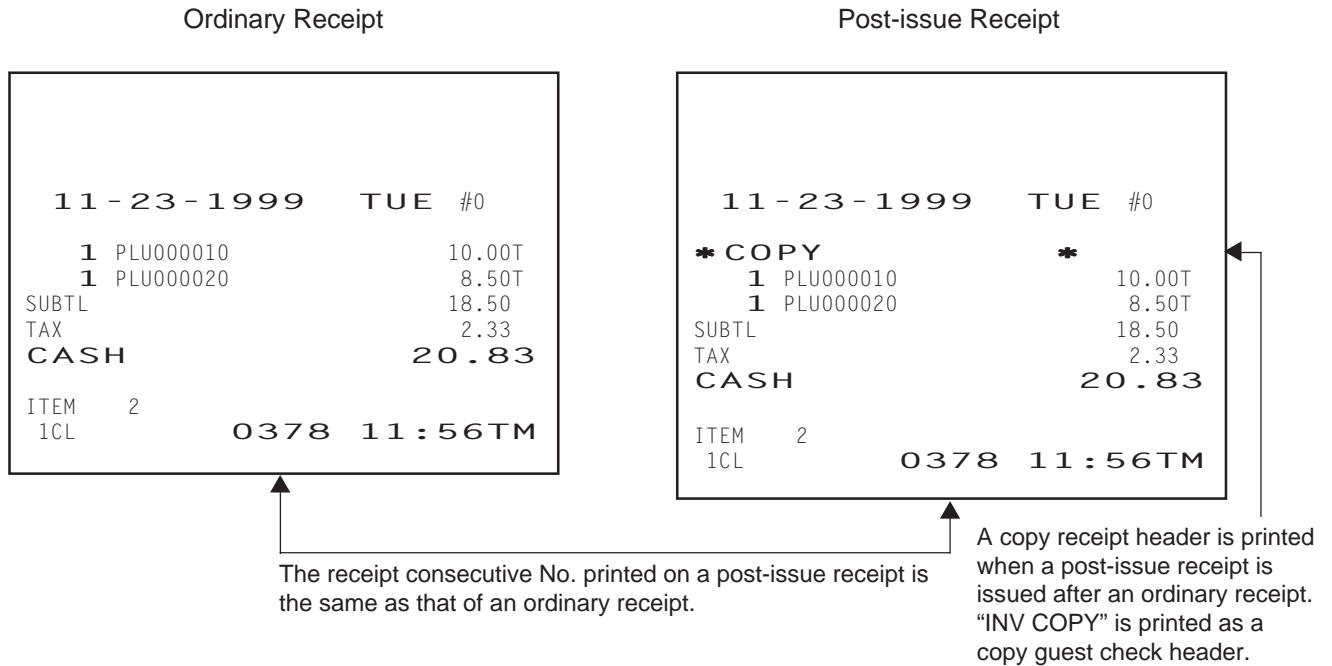 Ordinary Receipt
11-23-1999 TUE #0
1 PLU000010 10.00T
1 PLU000020 8.50T
SUBTL 18.50
TAX 2.33
CASH 20.83
ITEM 2
1CL 0378 11:56TM
Post-issue Receipt
11-23-1999 TUE #0
*COPY *
1 PLU000010 10.00T
1 PLU000020 8.50T
SUBTL 18.50
TAX 2.33
CASH 20.83
ITEM 2
1CL 0378 11:56TM
The receipt consecutive No. printed on a post-issue receipt is
the same as that of an ordinary receipt.
A copy receipt header is printed
when a post-issue receipt is
issued after an ordinary receipt.
“INV COPY” is printed as a
copy guest check header.